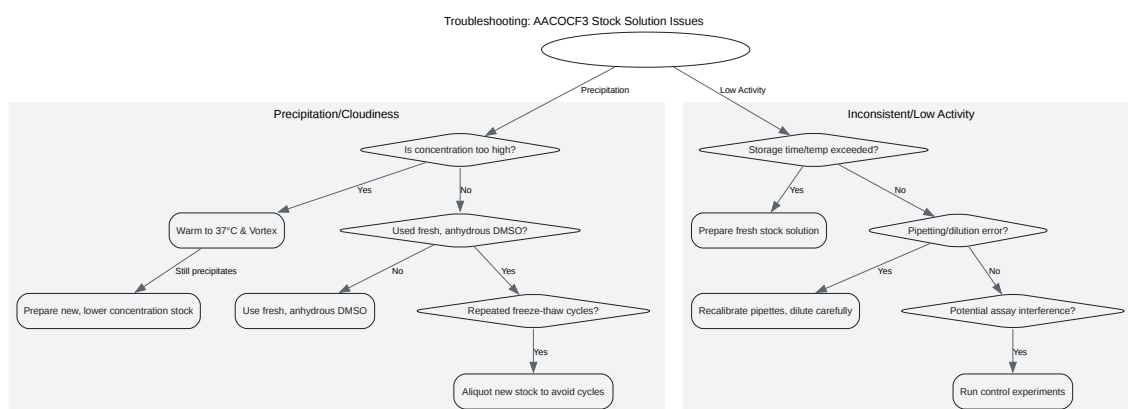 Troubleshooting: AACOCF3 Stock Solution Issues
Precipitation
Low Activity
Precipitation/Cloudiness
Inconsistent/Low Activity
Is concentration too high?
Storage time/temp exceeded?
Yes
No
Yes
No
Warm to 37°C & Vortex
Used fresh, anhydrous DMSO?
Prepare fresh stock solution
Pipetting/dilution error?
Still precipitates
No
Yes
Yes
No
Prepare new, lower concentration stock
Use fresh, anhydrous DMSO
Repeated freeze-thaw cycles?
Recalibrate pipettes, dilute carefully
Potential assay interference?
Yes
Yes
Aliquot new stock to avoid cycles
Run control experiments